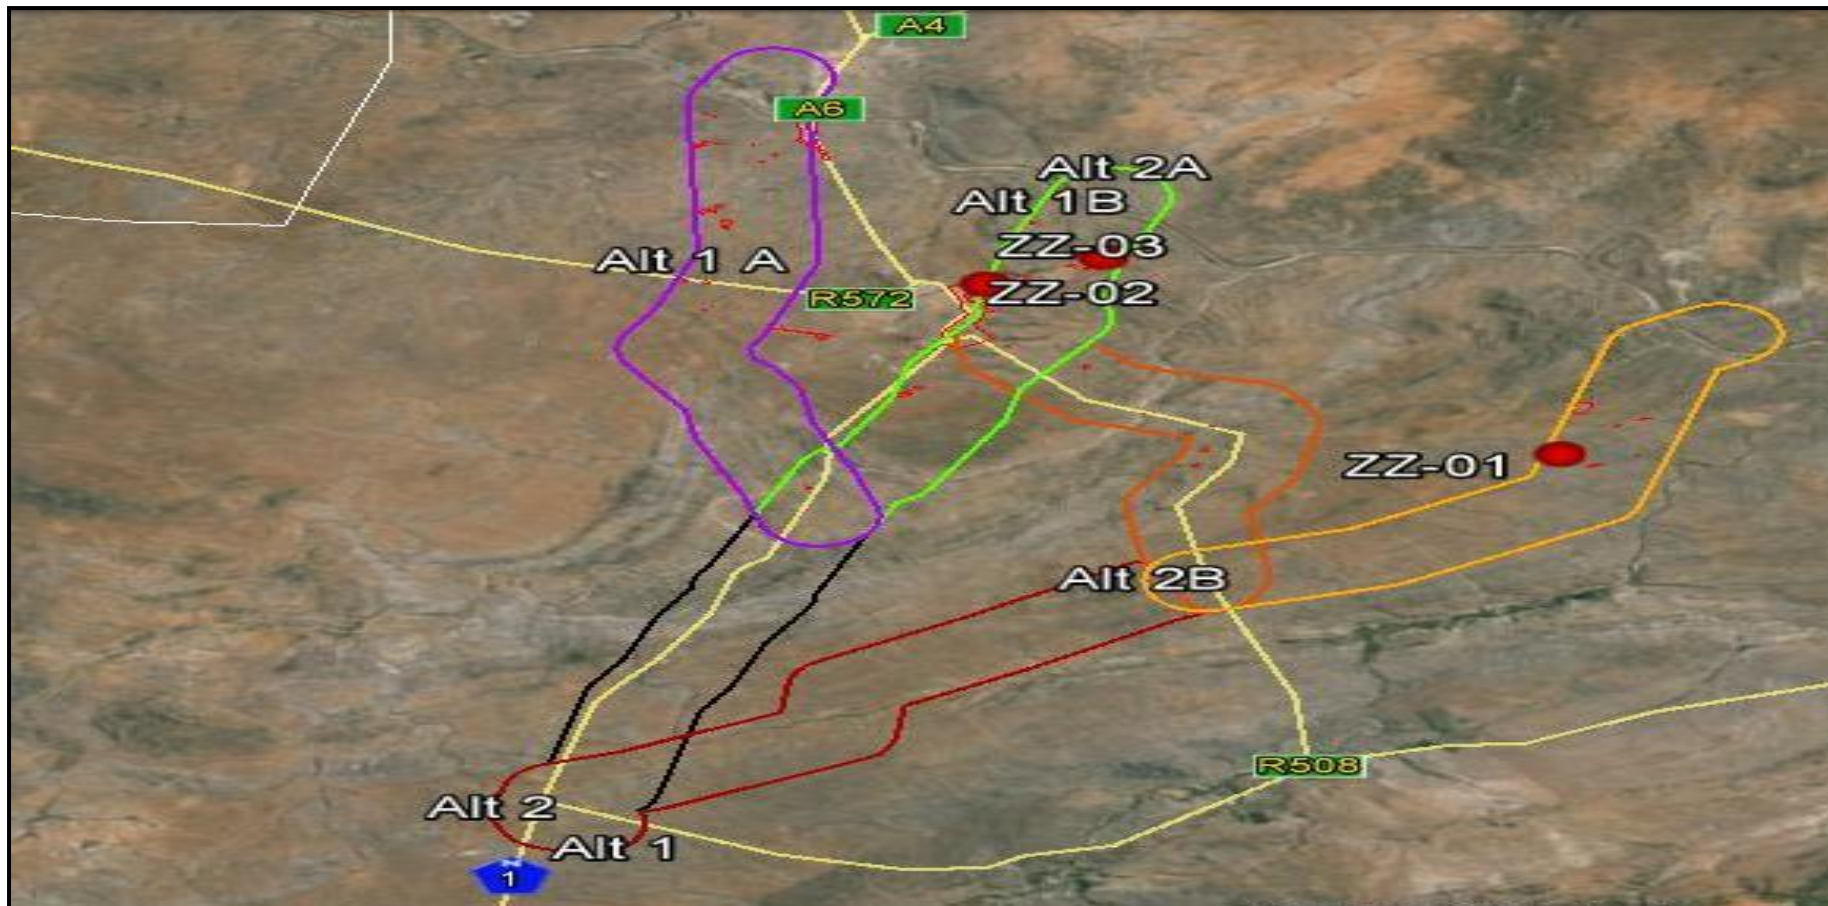 A4
A6
Alt 2A
Alt 1B
ZZ-03
Alt 1 A
ZZ-02
R572
ZZ-01
Alt 2B
R508
Alt 2
Alt 1
1